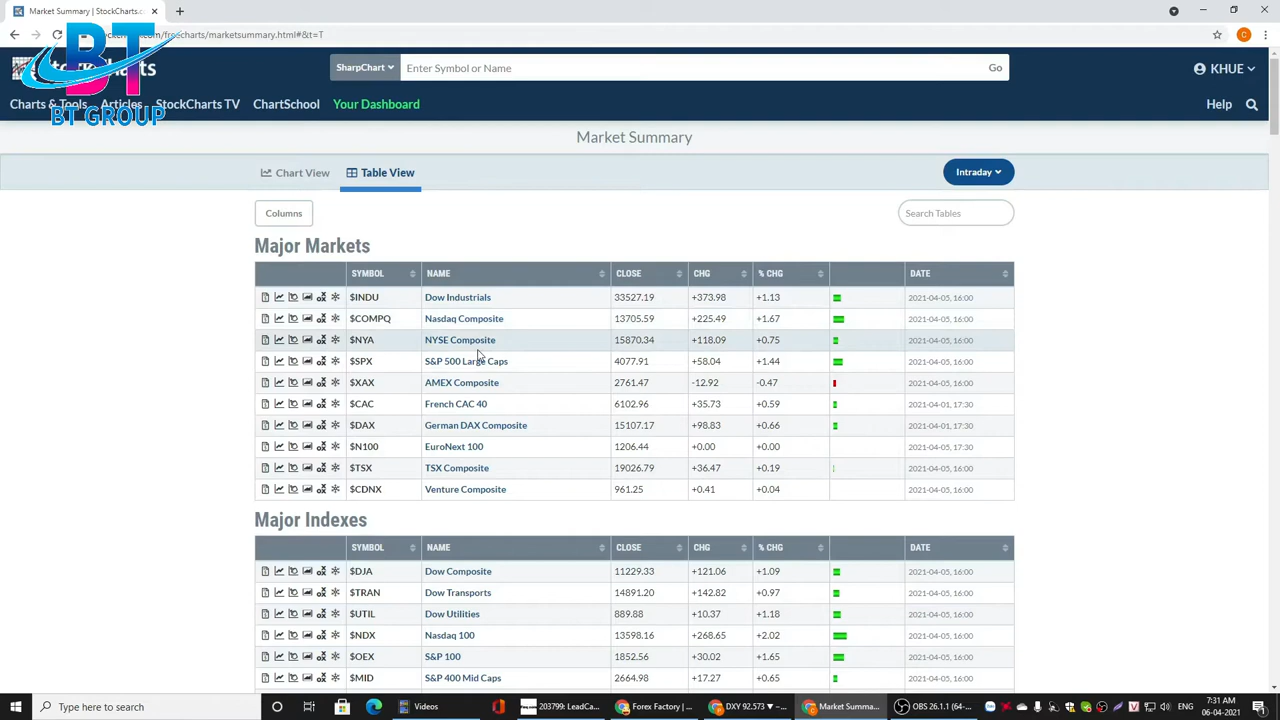 Market Summary | StockCharts.c
/freecharts/marketsummary.html#&t=T
BT
BT GROUP
SharpChart
Enter Symbol or Name
Go
KHUE
Charts & Tools
Articles
StockCharts TV
ChartSchool
Your Dashboard
Help
Market Summary
Chart View
Table View
Intraday
Columns
Search Tables
Major Markets
SYMBOL NAME CLOSE CHG % CHG DATE
$INDU Dow Industrials 33527.19 +373.98 +1.13 2021-04-05, 16:00
$COMPQ Nasdaq Composite 13705.59 +225.49 +1.67 2021-04-05, 16:00
$NYA NYSE Composite 15870.34 +118.09 +0.75 2021-04-05, 16:00
$SPX S&P 500 Large Caps 4077.91 +58.04 +1.44 2021-04-05, 16:00
$XAX AMEX Composite 2761.47 -12.92 -0.47 2021-04-05, 16:00
$CAC French CAC 40 6102.96 +35.73 +0.59 2021-04-01, 17:30
$DAX German DAX Composite 15107.17 +98.83 +0.66 2021-04-01, 17:30
$N100 EuroNext 100 1206.44 +0.00 +0.00 2021-04-05, 17:30
$TSX TSX Composite 19026.79 +36.47 +0.19 2021-04-05, 16:00
$CDNX Venture Composite 961.25 +0.41 +0.04 2021-04-05, 16:00
Major Indexes
SYMBOL NAME CLOSE CHG % CHG DATE
$DJA Dow Composite 11229.33 +121.06 +1.09 2021-04-05, 16:00
$TRAN Dow Transports 14891.20 +142.82 +0.97 2021-04-05, 16:00
$UTIL Dow Utilities 889.88 +10.37 +1.18 2021-04-05, 16:00
$NDX Nasdaq 100 13598.16 +268.65 +2.02 2021-04-05, 16:00
$OEX S&P 100 1852.56 +30.02 +1.65 2021-04-05, 16:00
$MID S&P 400 Mid Caps 2664.98 +17.27 +0.65 2021-04-05, 16:00
Type here to search
Videos
203799: LeadCa...
Forex Factory | ...
DXY 92.573 ▼ −...
Market Summa...
OBS 26.1.1 (64-...
7:31 AM
06-04-2021